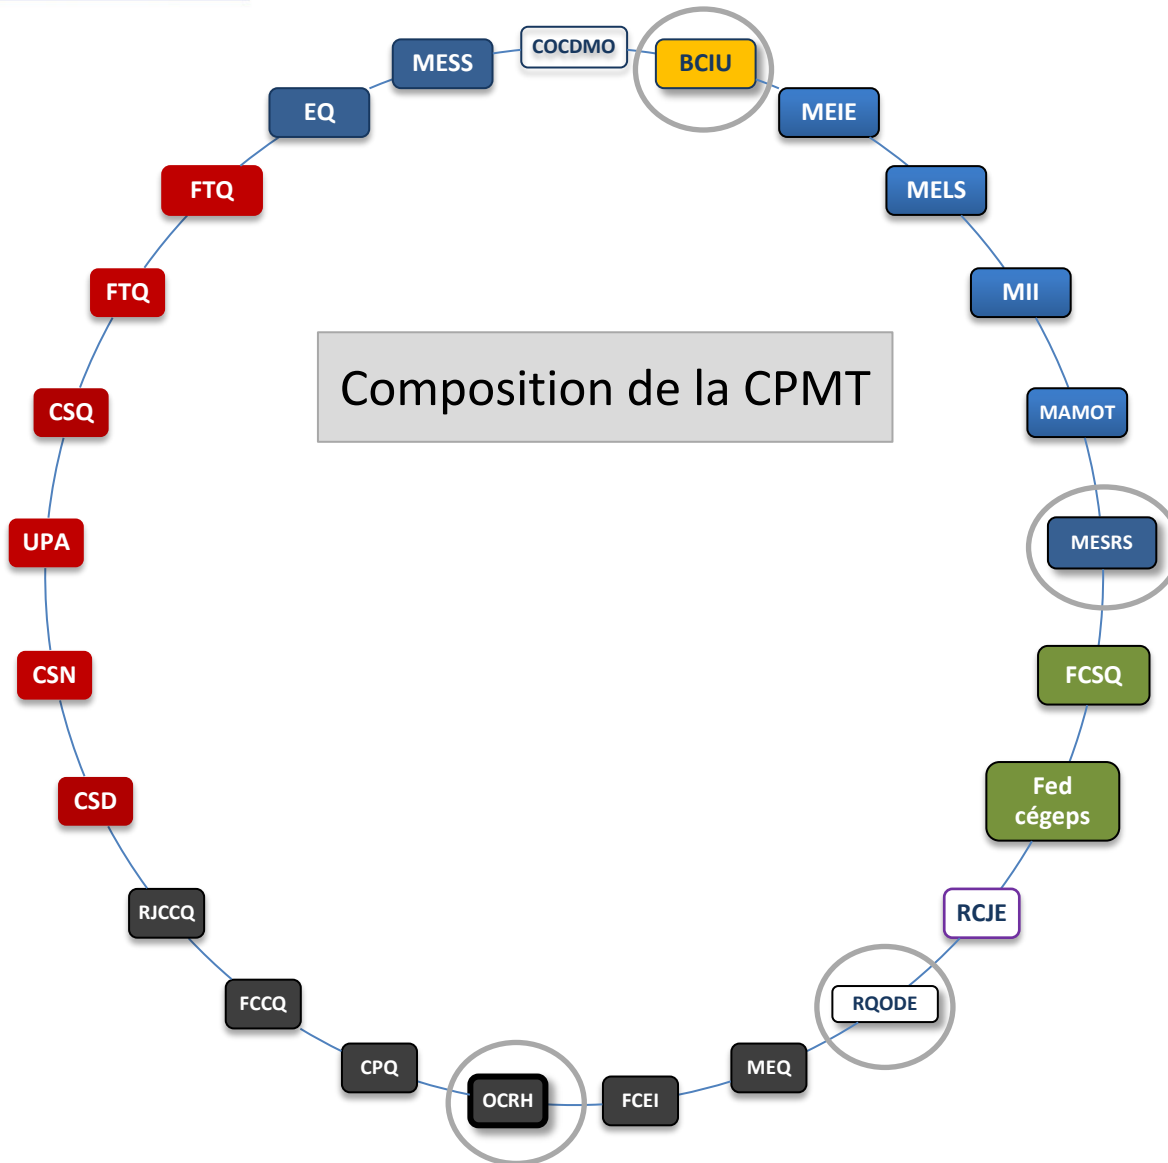 COCDMO
BCIU
MESS
MEIE
EQ
MELS
FTQ
MII
FTQ
Composition de la CPMT
MAMOT
CSQ
MESRS
UPA
FCSQ
CSN
Fed
cégeps
CSD
RCJE
RJCCQ
RQODE
FCCQ
MEQ
CPQ
OCRH
FCEI